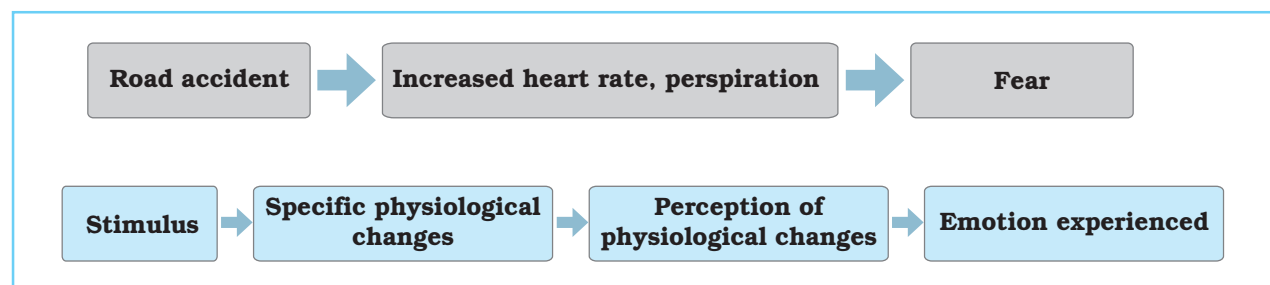 Road accident
Increased heart rate, perspiration
Fear
Stimulus
Specific physiological
changes
Perception of
physiological changes
Emotion experienced